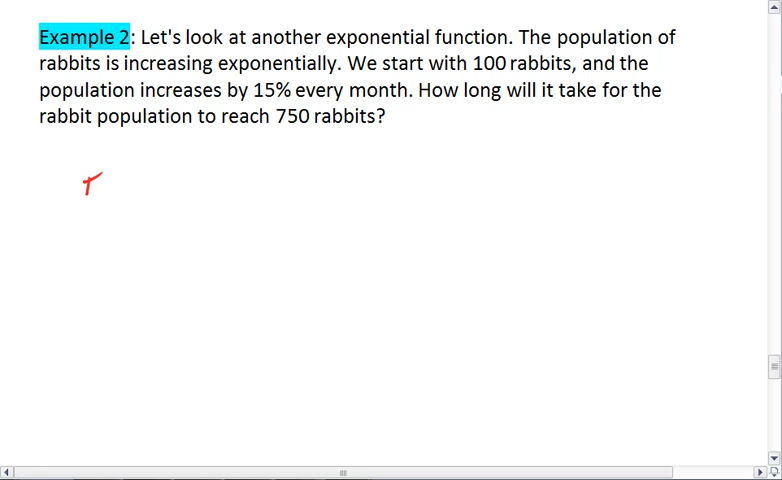 Example 2: Let's look at another exponential function. The population of
rabbits is increasing exponentially. We start with 100 rabbits, and the
population increases by 15% every month. How long will it take for the
rabbit population to reach 750 rabbits?